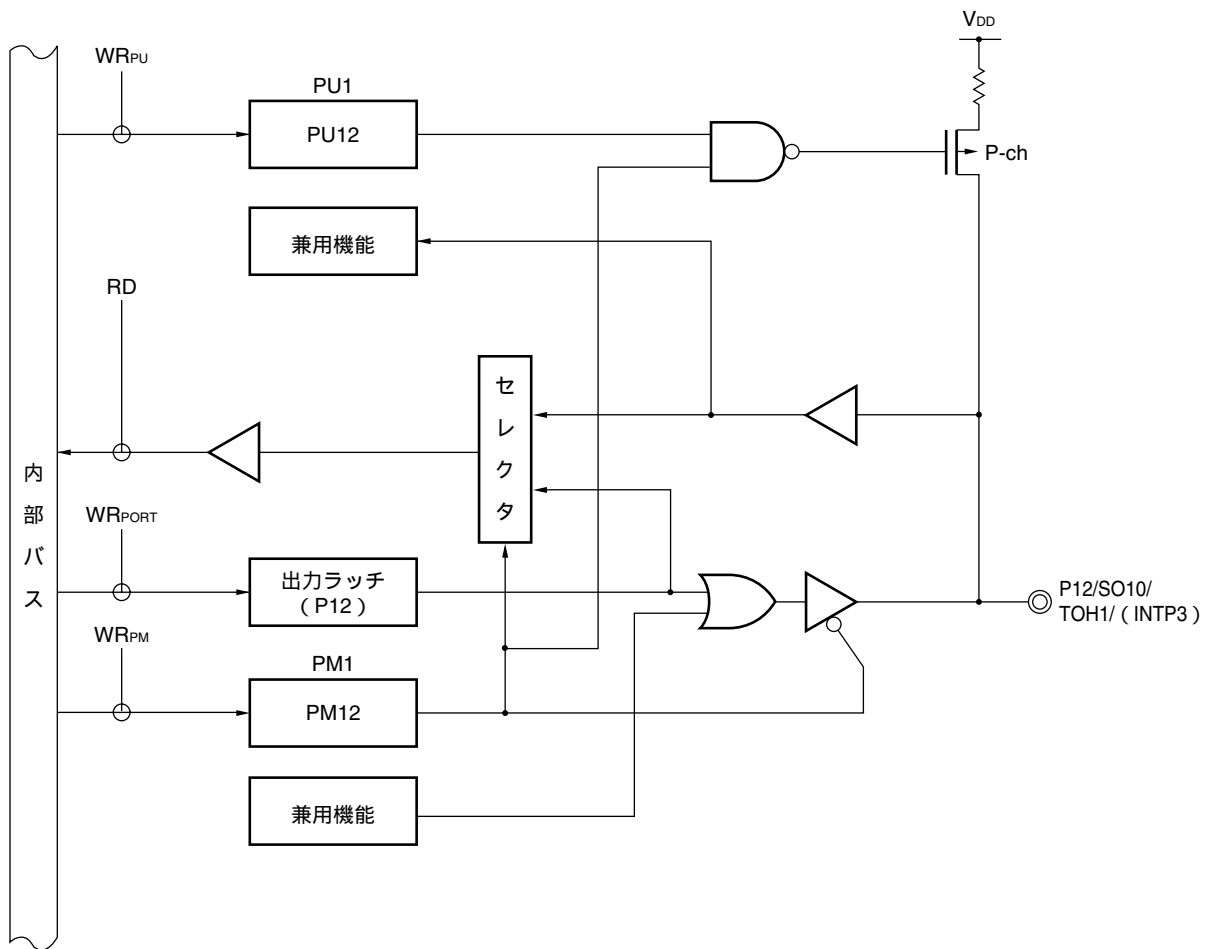 VDD
WRPU
PU1
PU12
P-ch
兼用機能
RD
セレクタ
内部バス
WRPORT
出力ラッチ
（P12）
P12/SO10/
TOH1/（INTP3）
WRPM
PM1
PM12
兼用機能